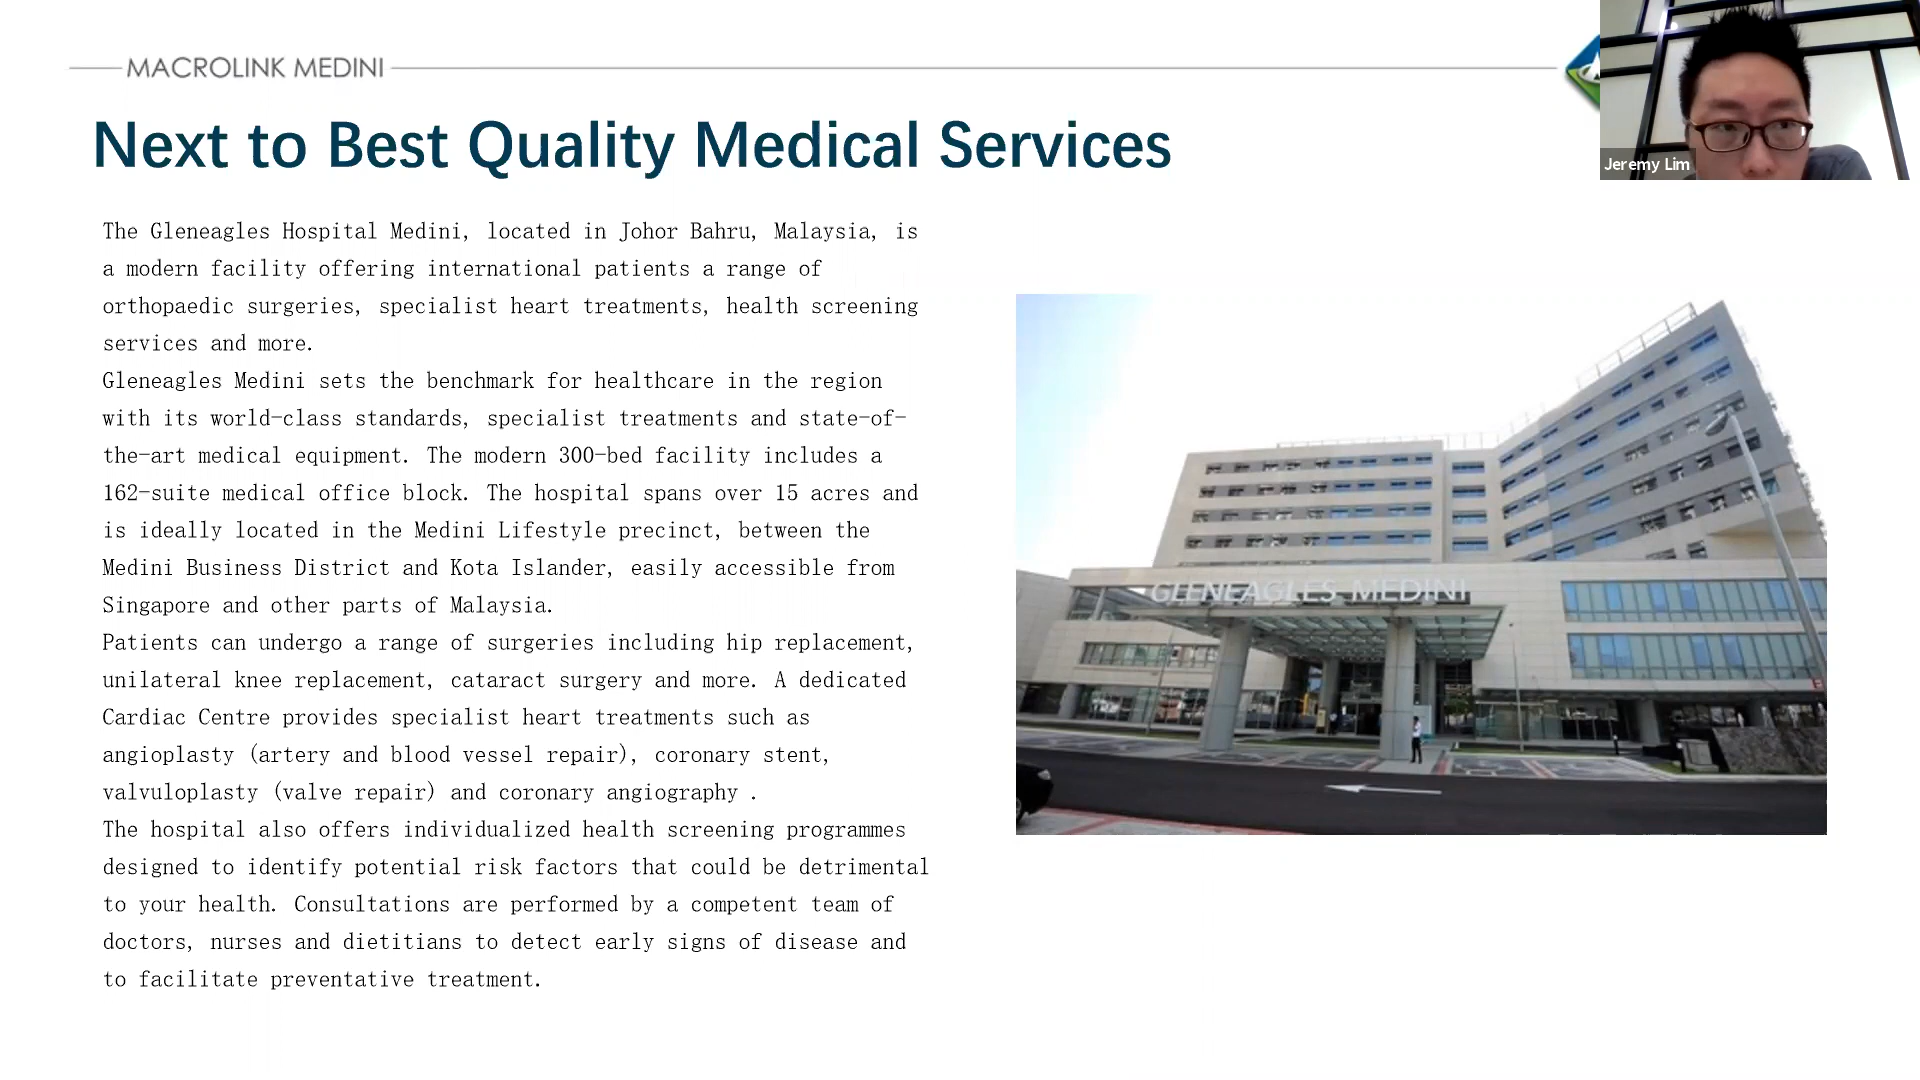 MACROLINK MEDINI
Next to Best Quality Medical Services
Jeremy Lim
The Gleneagles Hospital Medini, located in Johor Bahru, Malaysia, is
a modern facility offering international patients a range of
orthopaedic surgeries, specialist heart treatments, health screening
services and more.
Gleneagles Medini sets the benchmark for healthcare in the region
with its world-class standards, specialist treatments and state-of-
the-art medical equipment. The modern 300-bed facility includes a
162-suite medical office block. The hospital spans over 15 acres and
is ideally located in the Medini Lifestyle precinct, between the
Medini Business District and Kota Islander, easily accessible from
Singapore and other parts of Malaysia.
Patients can undergo a range of surgeries including hip replacement,
unilateral knee replacement, cataract surgery and more. A dedicated
Cardiac Centre provides specialist heart treatments such as
angioplasty (artery and blood vessel repair), coronary stent,
valvuloplasty (valve repair) and coronary angiography .
The hospital also offers individualized health screening programmes
designed to identify potential risk factors that could be detrimental
to your health. Consultations are performed by a competent team of
doctors, nurses and dietitians to detect early signs of disease and
to facilitate preventative treatment.
GLENEAGLES MEDINI